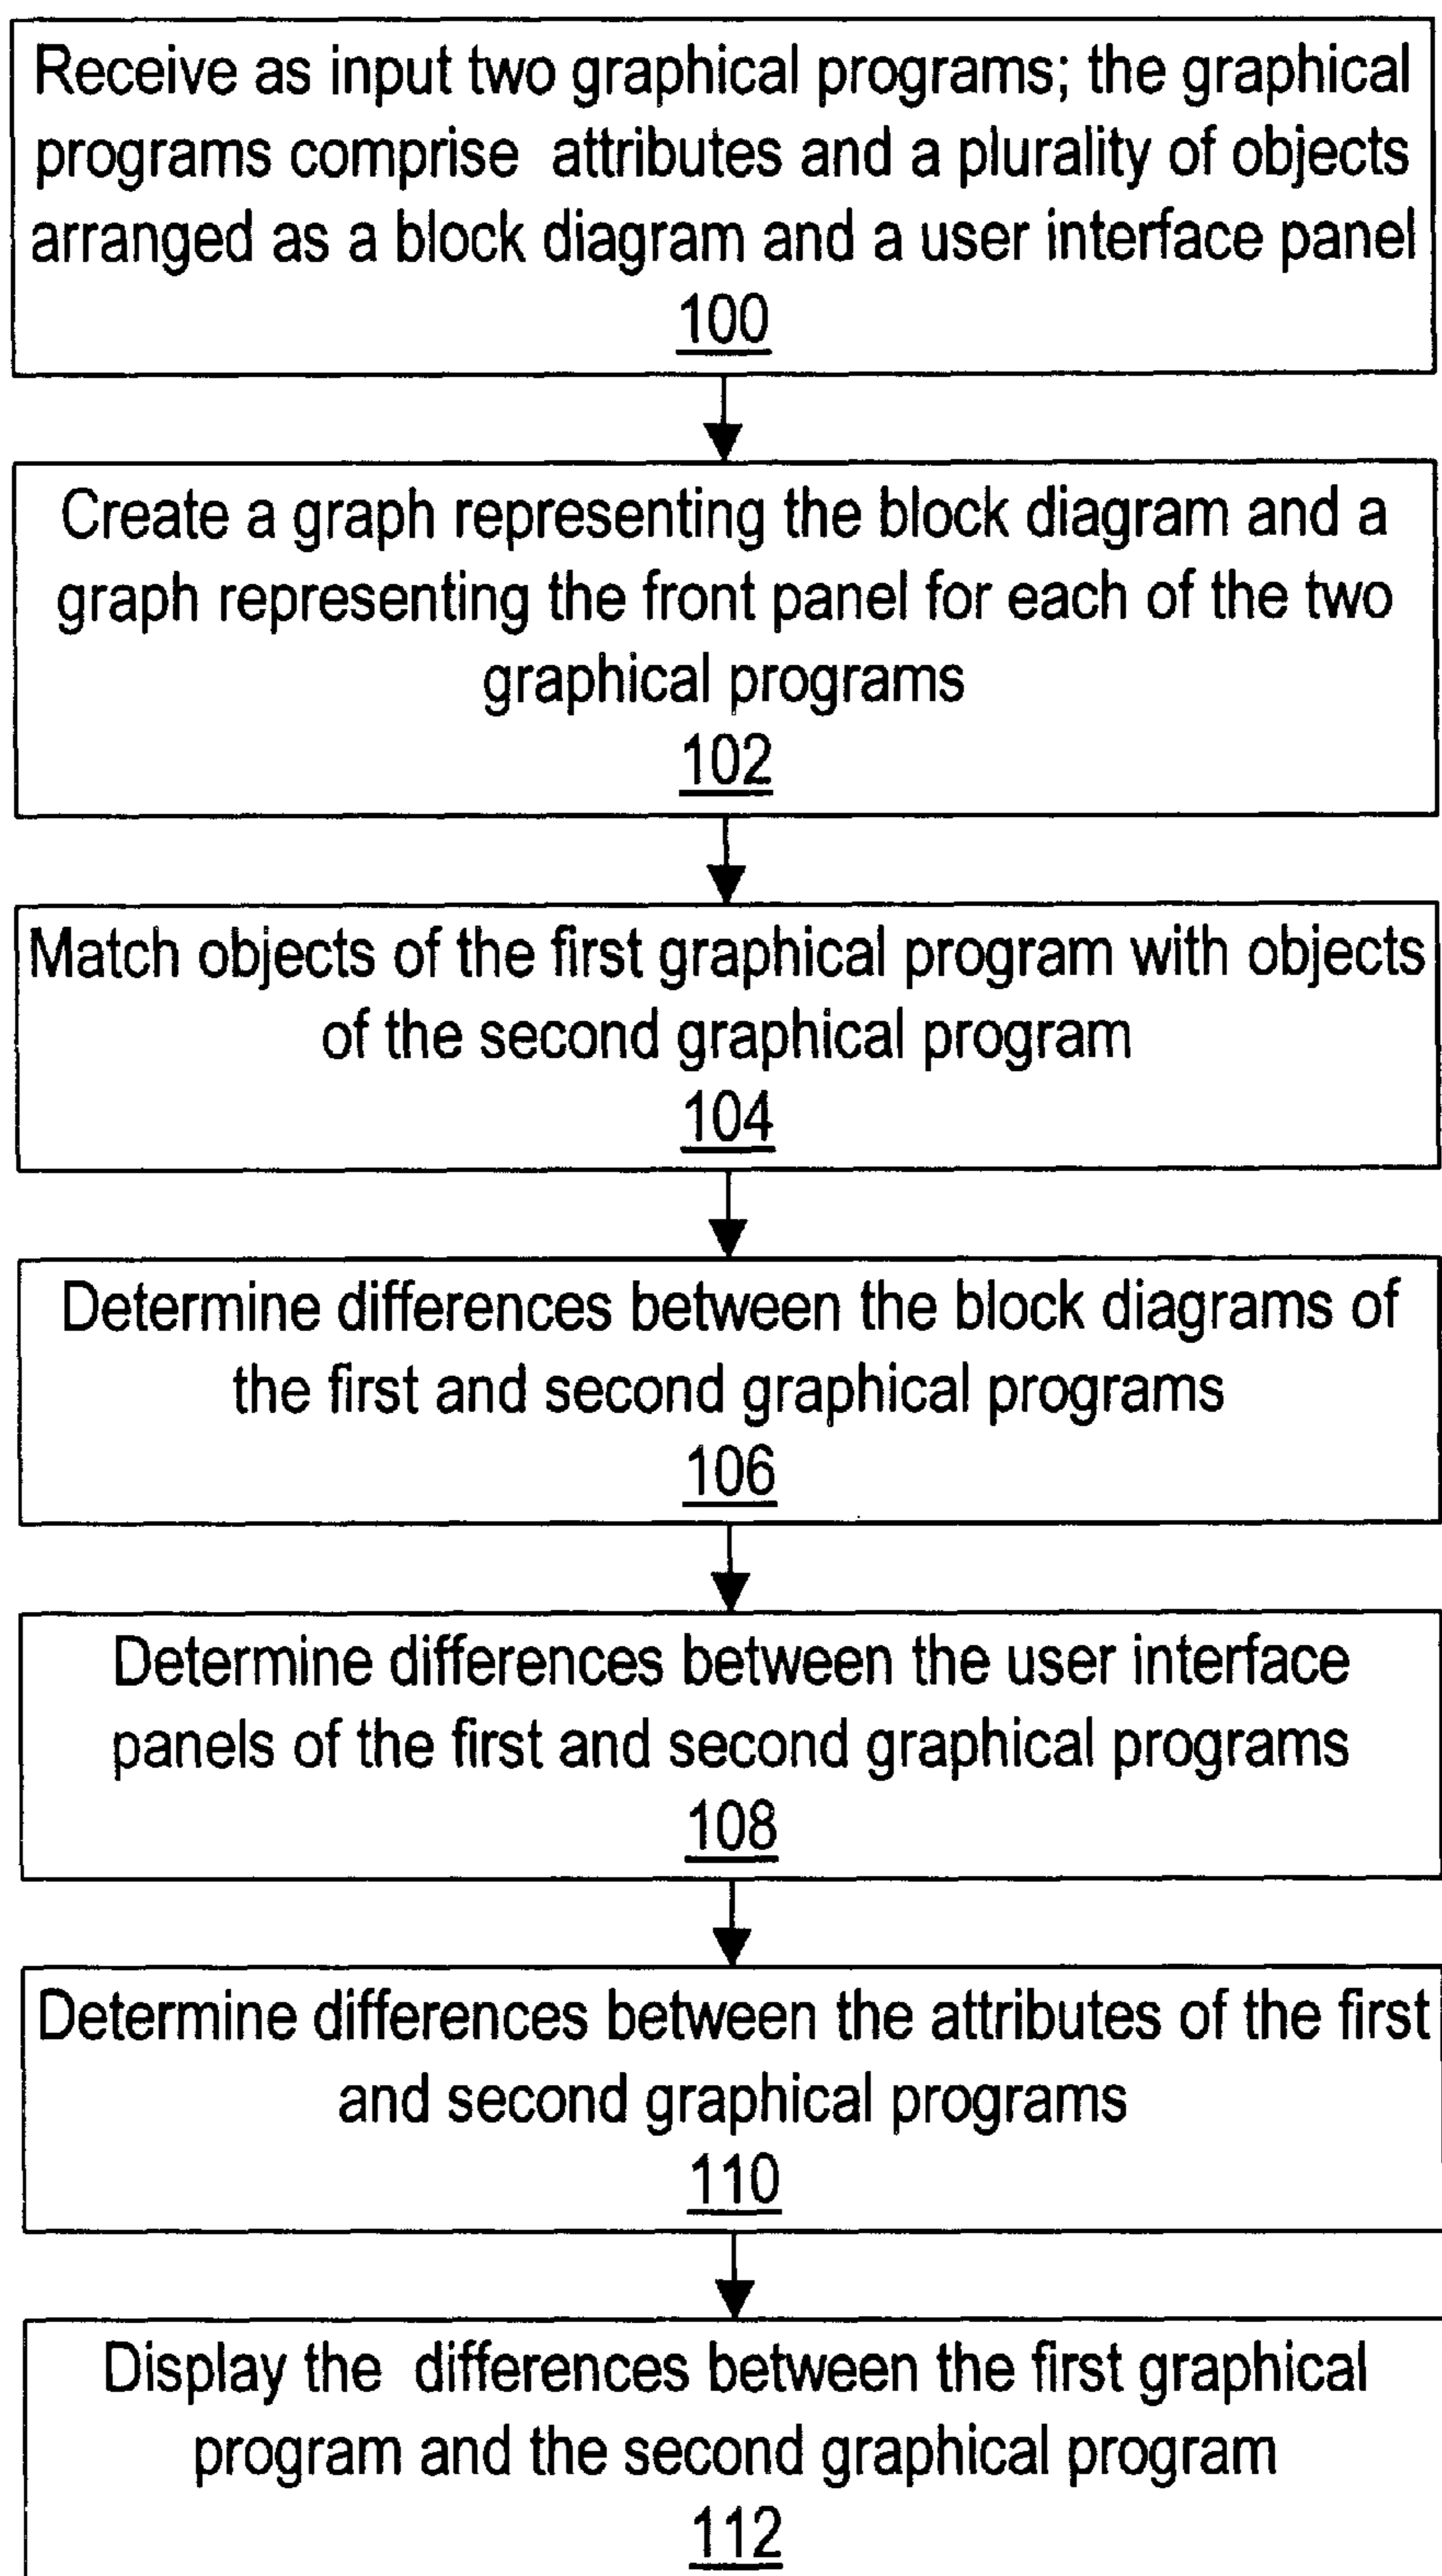 Receive as input two graphical programs; the graphical
programs comprise attributes and a plurality of objects
arranged as a block diagram and a user interface panel
100
Create a graph representing the block diagram and a
graph representing the front panel for each of the two
graphical programs
102
Match objects of the first graphical program with objects
of the second graphical program
104
Determine differences between the block diagrams of
the first and second graphical programs
106
Determine differences between the user interface
panels of the first and second graphical programs
108
Determine differences between the attributes of the first
and second graphical programs
110
Display the differences between the first graphical
program and the second graphical program
112